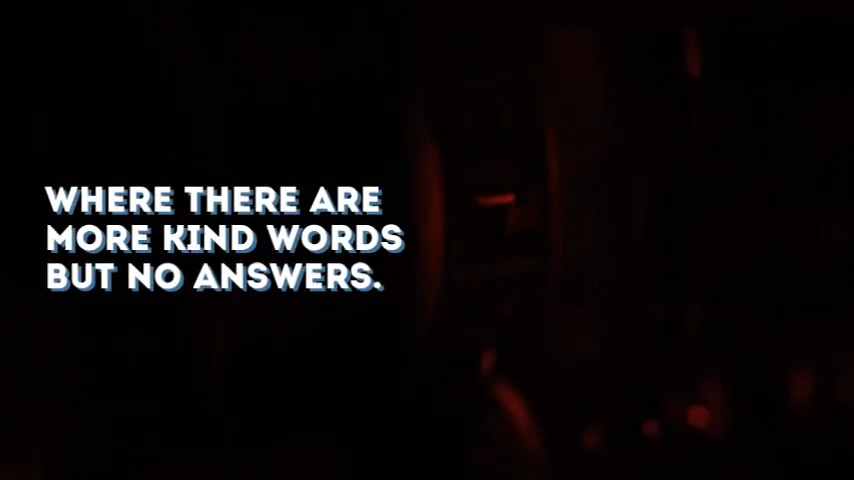 WHERE THERE ARE
MORE KIND WORDS
BUT NO ANSWERS.